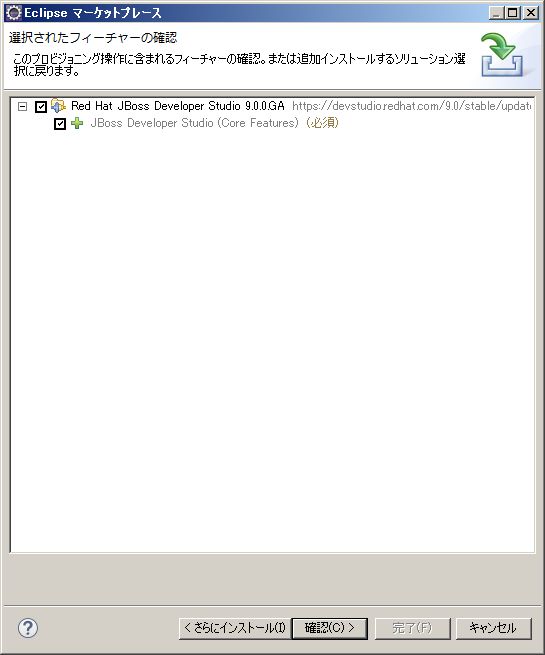 Eclipse マーケットプレース
選択されたフィーチャーの確認
このプロビジョニング操作に含まれるフィーチャーの確認。または追加インストールするソリューション選
択に戻ります。
Red Hat JBoss Developer Studio 9.0.0.GA https://devstudio.redhat.com/9.0/stable/updat
JBoss Developer Studio (Core Features) (必須)
< さらにインストール(I) 確認(C) > 完了(F) キャンセル